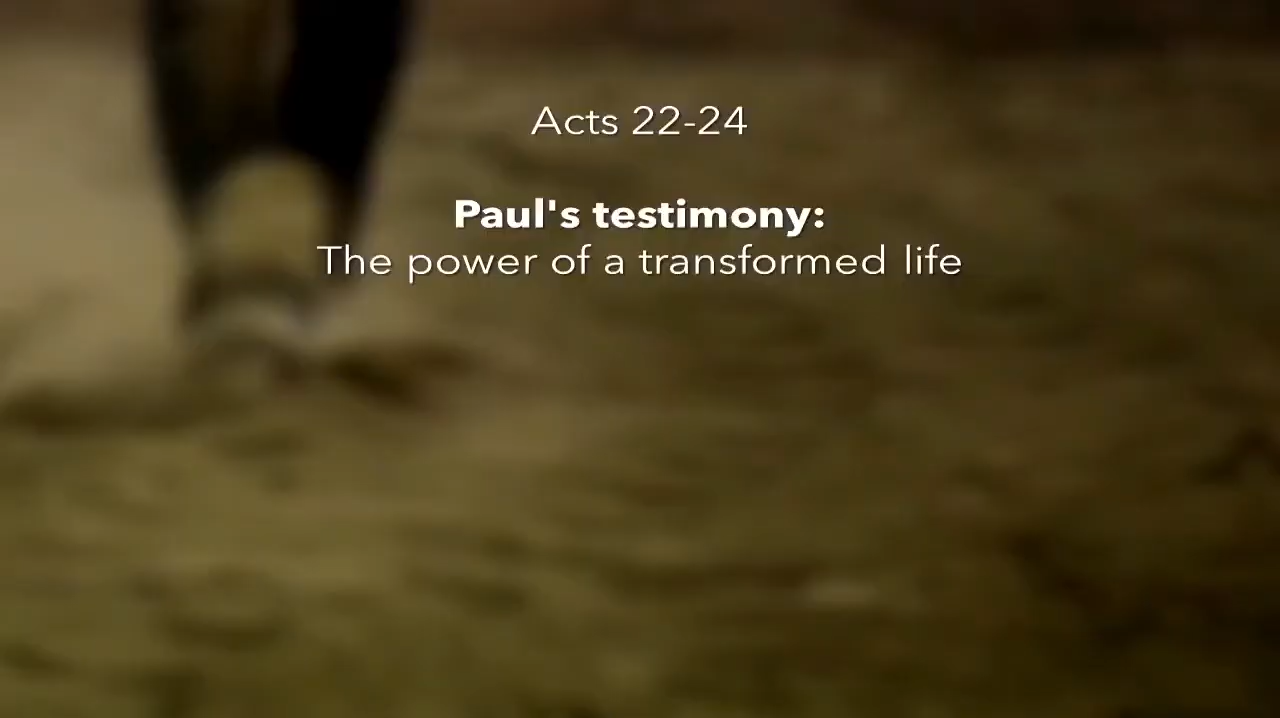 Acts 22-24
Paul's testimony:
The power of a transformed life